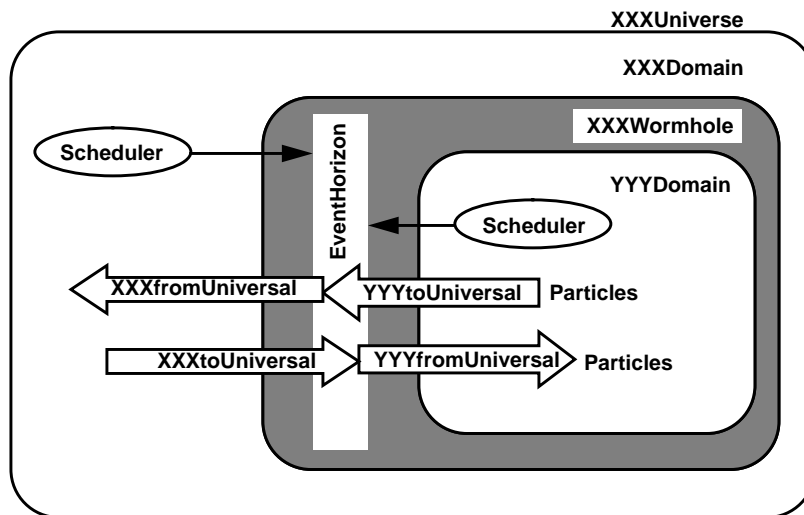 XXXUniverse
XXXDomain
XXXWormhole
Scheduler
EventHorizon
YYYDomain
Scheduler
XXXfromUniversal
YYYtoUniversal
Particles
XXXtoUniversal
YYYfromUniversal
Particles